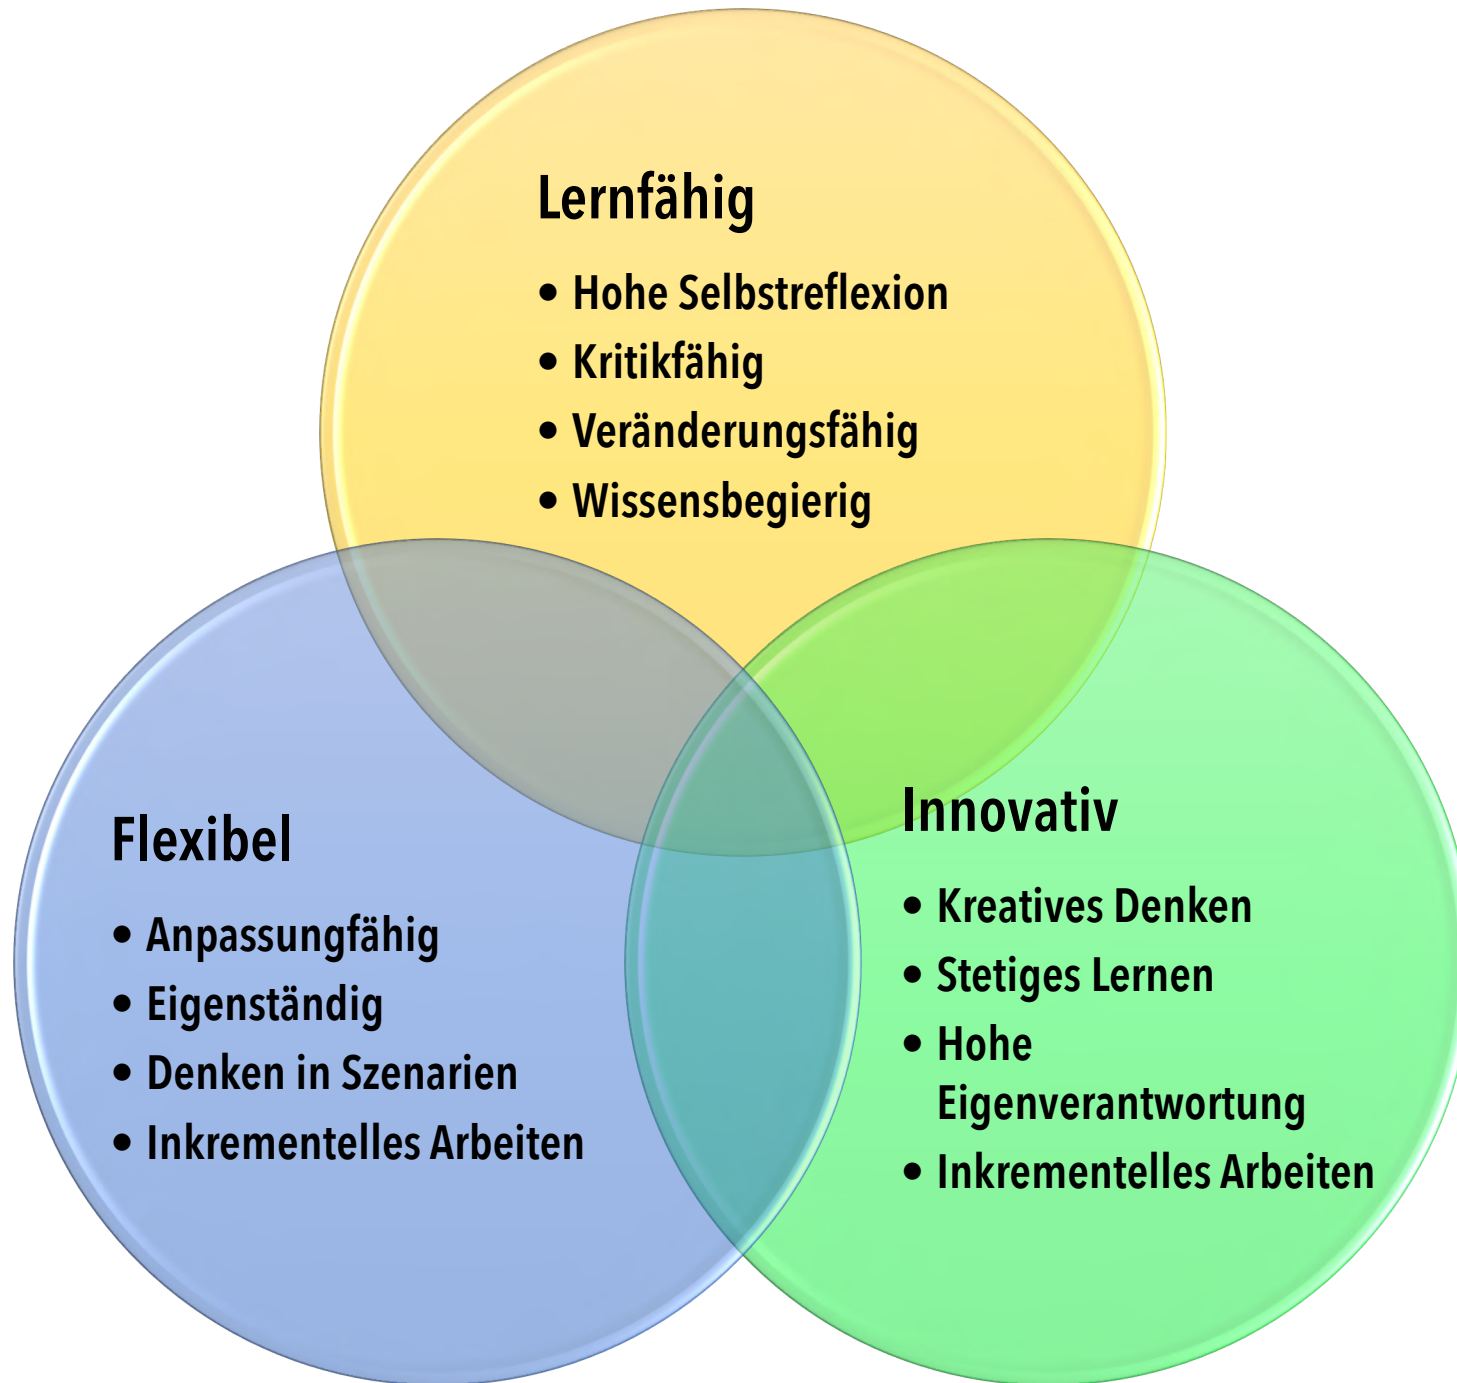 Lernfähig
• Hohe Selbstreflexion
• Kritikfähig
• Veränderungsfähig
• Wissensbegierig
Flexibel
• Anpassungfähig
• Eigenständig
• Denken in Szenarien
• Inkrementelles Arbeiten
Innovativ
• Kreatives Denken
• Stetiges Lernen
• Hohe
Eigenverantwortung
• Inkrementelles Arbeiten